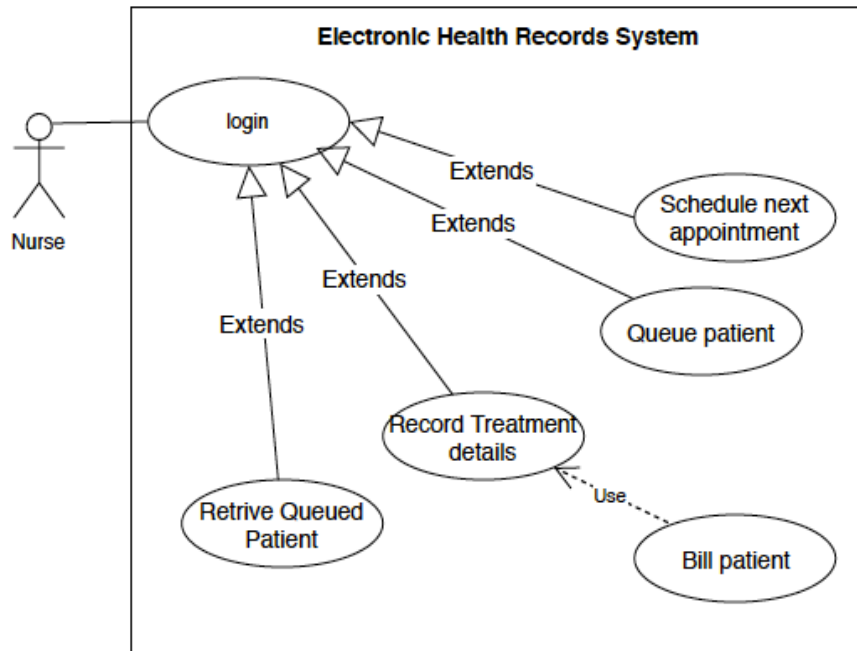 Electronic Health Records System
login
Nurse
Extends
Schedule next
appointment
Extends
Extends
Queue patient
Extends
Record Treatment
details
Retrive Queued
Patient
Use
Bill patient